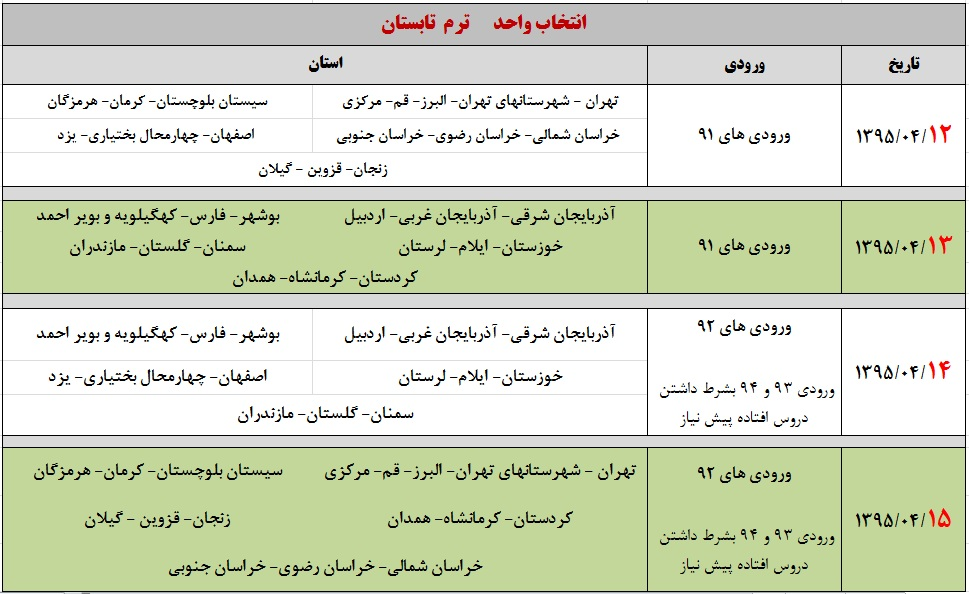 انتخاب واحد ترم تابستان
تاریخ ورودی استان
تهران - شهرستانهای تهران- البرز- قم- مرکزی سیستان بلوچستان- کرمان- هرمزگان
۱۳۹۵/۰۴/۱۲ ورودی های ۹۱ خراسان شمالی- خراسان رضوی- خراسان جنوبی اصفهان- چهارمحال بختیاری- یزد
زنجان- قزوین - گیلان
آذربایجان شرقی- آذربایجان غربی- اردبیل بوشهر- فارس- کهگیلویه و بویر احمد
۱۳۹۵/۰۴/۱۳ ورودی های ۹۱ خوزستان- ایلام- لرستان سمنان- گلستان- مازندران
کردستان- کرمانشاه- همدان
ورودی های ۹۲ آذربایجان شرقی- آذربایجان غربی- اردبیل بوشهر- فارس- کهگیلویه و بویر احمد
۱۳۹۵/۰۴/۱۴ خوزستان- ایلام- لرستان اصفهان- چهارمحال بختیاری- یزد
ورودی ۹۳ و ۹۴ بشرط داشتن
دروس افتاده پیش نیاز سمنان- گلستان- مازندران
ورودی های ۹۲ تهران - شهرستانهای تهران- البرز- قم- مرکزی سیستان بلوچستان- کرمان- هرمزگان
۱۳۹۵/۰۴/۱۵ کردستان- کرمانشاه- همدان زنجان- قزوین - گیلان
ورودی ۹۳ و ۹۴ بشرط داشتن
دروس افتاده پیش نیاز خراسان شمالی- خراسان رضوی- خراسان جنوبی